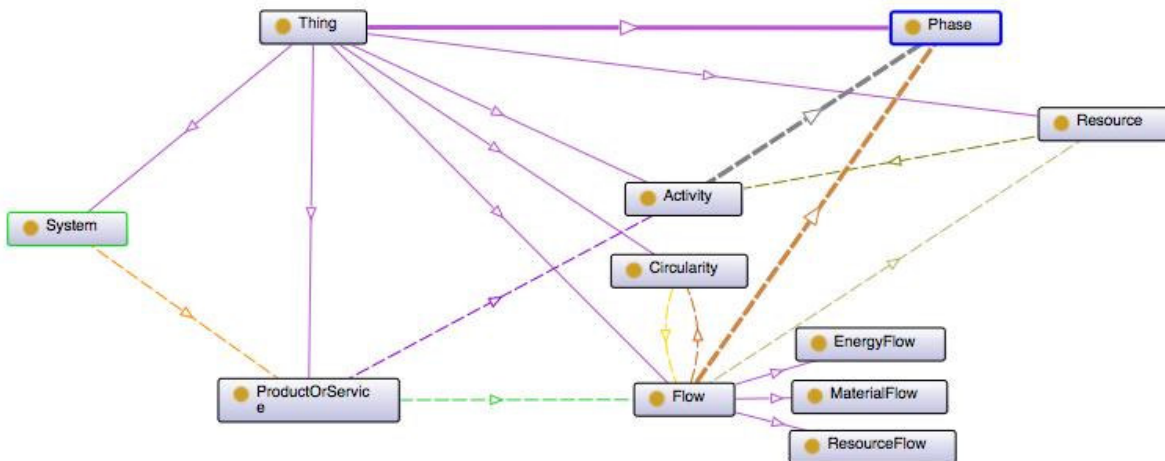 Thing
Phase
Resource
Activity
System
Circularity
EnergyFlow
ProductOrServic
e
Flow
MaterialFlow
ResourceFlow